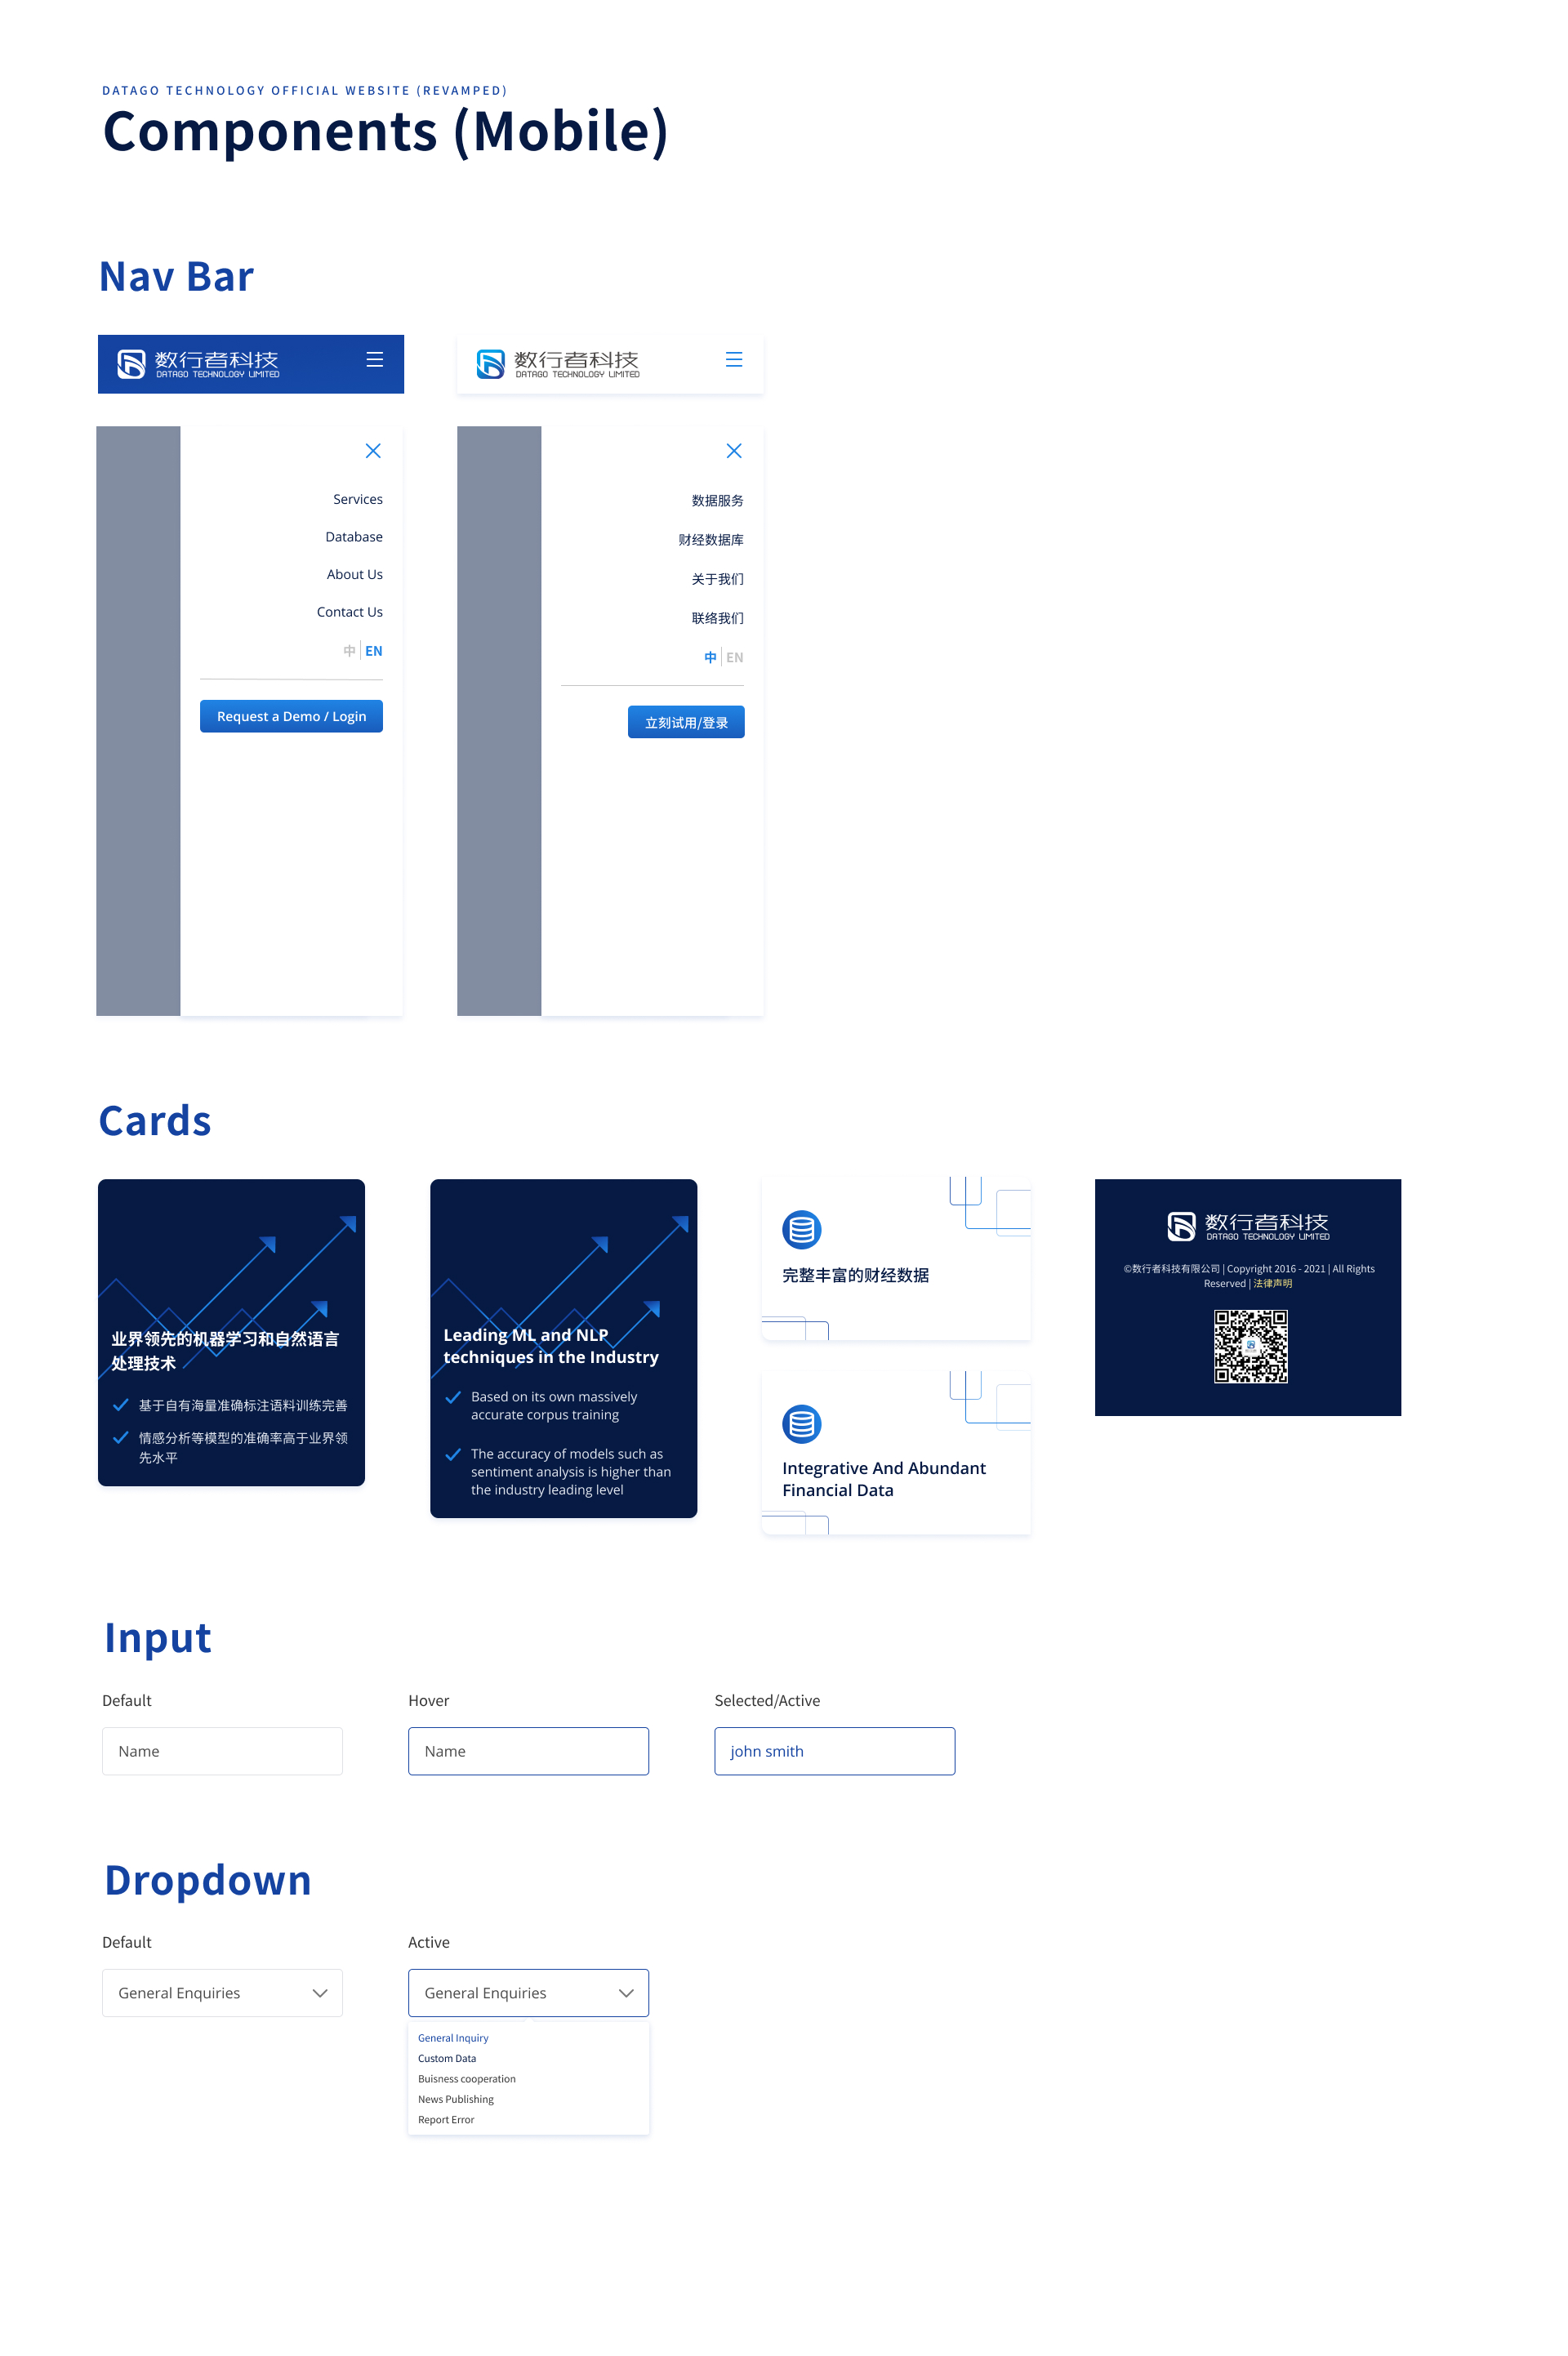 DATAGO TECHNOLOGY OFFICIAL WEBSITE (REVAMPED)
Components (Mobile)
Nav Bar
数行者科技
DATAGO TECHNOLOGY LIMITED
数行者科技
DATAGO TECHNOLOGY LIMITED
Services
Database
About Us
Contact Us
中 EN
Request a Demo / Login
数据服务
财经数据库
关于我们
联络我们
中 EN
立刻试用/登录
Cards
业界领先的机器学习和自然语言
处理技术
基于自有海量准确标注语料训练完善
情感分析等模型的准确率高于业界领
先水平
Leading ML and NLP
techniques in the Industry
Based on its own massively
accurate corpus training
The accuracy of models such as
sentiment analysis is higher than
the industry leading level
完整丰富的财经数据
Integrative And Abundant
Financial Data
数行者科技
DATAGO TECHNOLOGY LIMITED
©数行者科技有限公司 | Copyright 2016 - 2021 | All Rights
Reserved | 法律声明
Input
Default
Name
Hover
Name
Selected/Active
john smith
Dropdown
Default
General Enquiries
Active
General Enquiries
General Inquiry
Custom Data
Buisness cooperation
News Publishing
Report Error